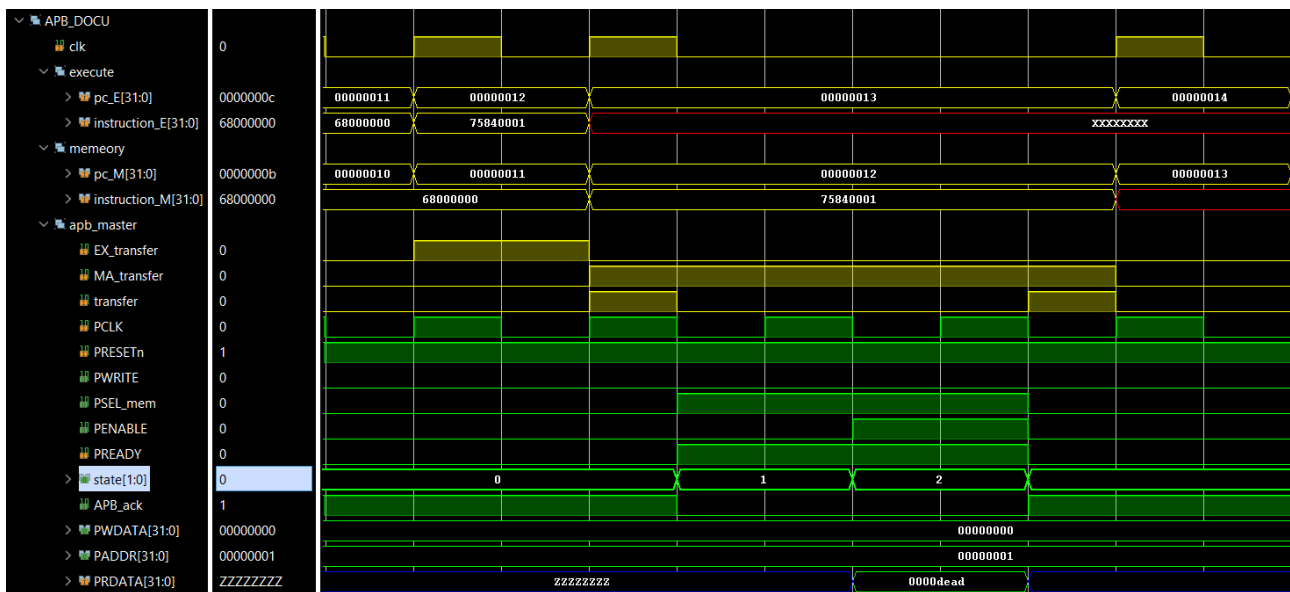 APB_DOCU
clk 0
execute
pc_E[31:0] 0000000c 00000011 00000012 00000013 00000014
instruction_E[31:0] 68000000 68000000 75840001 XXXXXXXX
memeory
pc_M[31:0] 0000000b 00000010 00000011 00000012 00000013
instruction_M[31:0] 68000000 68000000 75840001
apb_master
EX_transfer 0
MA_transfer 0
transfer 0
PCLK 0
PRESETn 1
PWRITE 0
PSEL_mem 0
PENABLE 0
PREADY 0
state[1:0] 0 0 1 2
APB_ack 1
PWDATA[31:0] 00000000 00000000
PADDR[31:0] 00000001 00000001
PRDATA[31:0] ZZZZZZZZ ZZZZZZZZ 0000dead